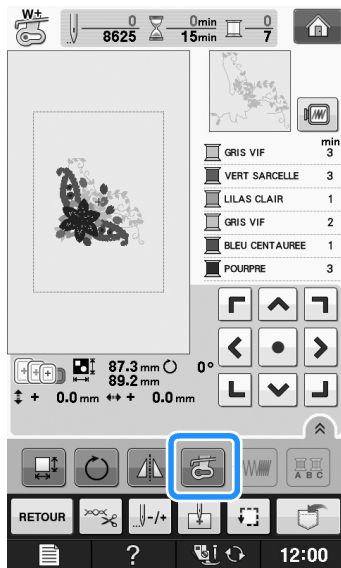 W+
0 0min 0
8625 15min 7
min
GRIS VIF 3
VERT SARCELLE 3
LILAS CLAIR 1
GRIS VIF 2
BLEU CENTAUREE 1
POURPRE 3
87.3 mm 0°
89.2 mm
+ 0.0 mm + 0.0 mm
A B C
RETOUR -/+
? 12:00